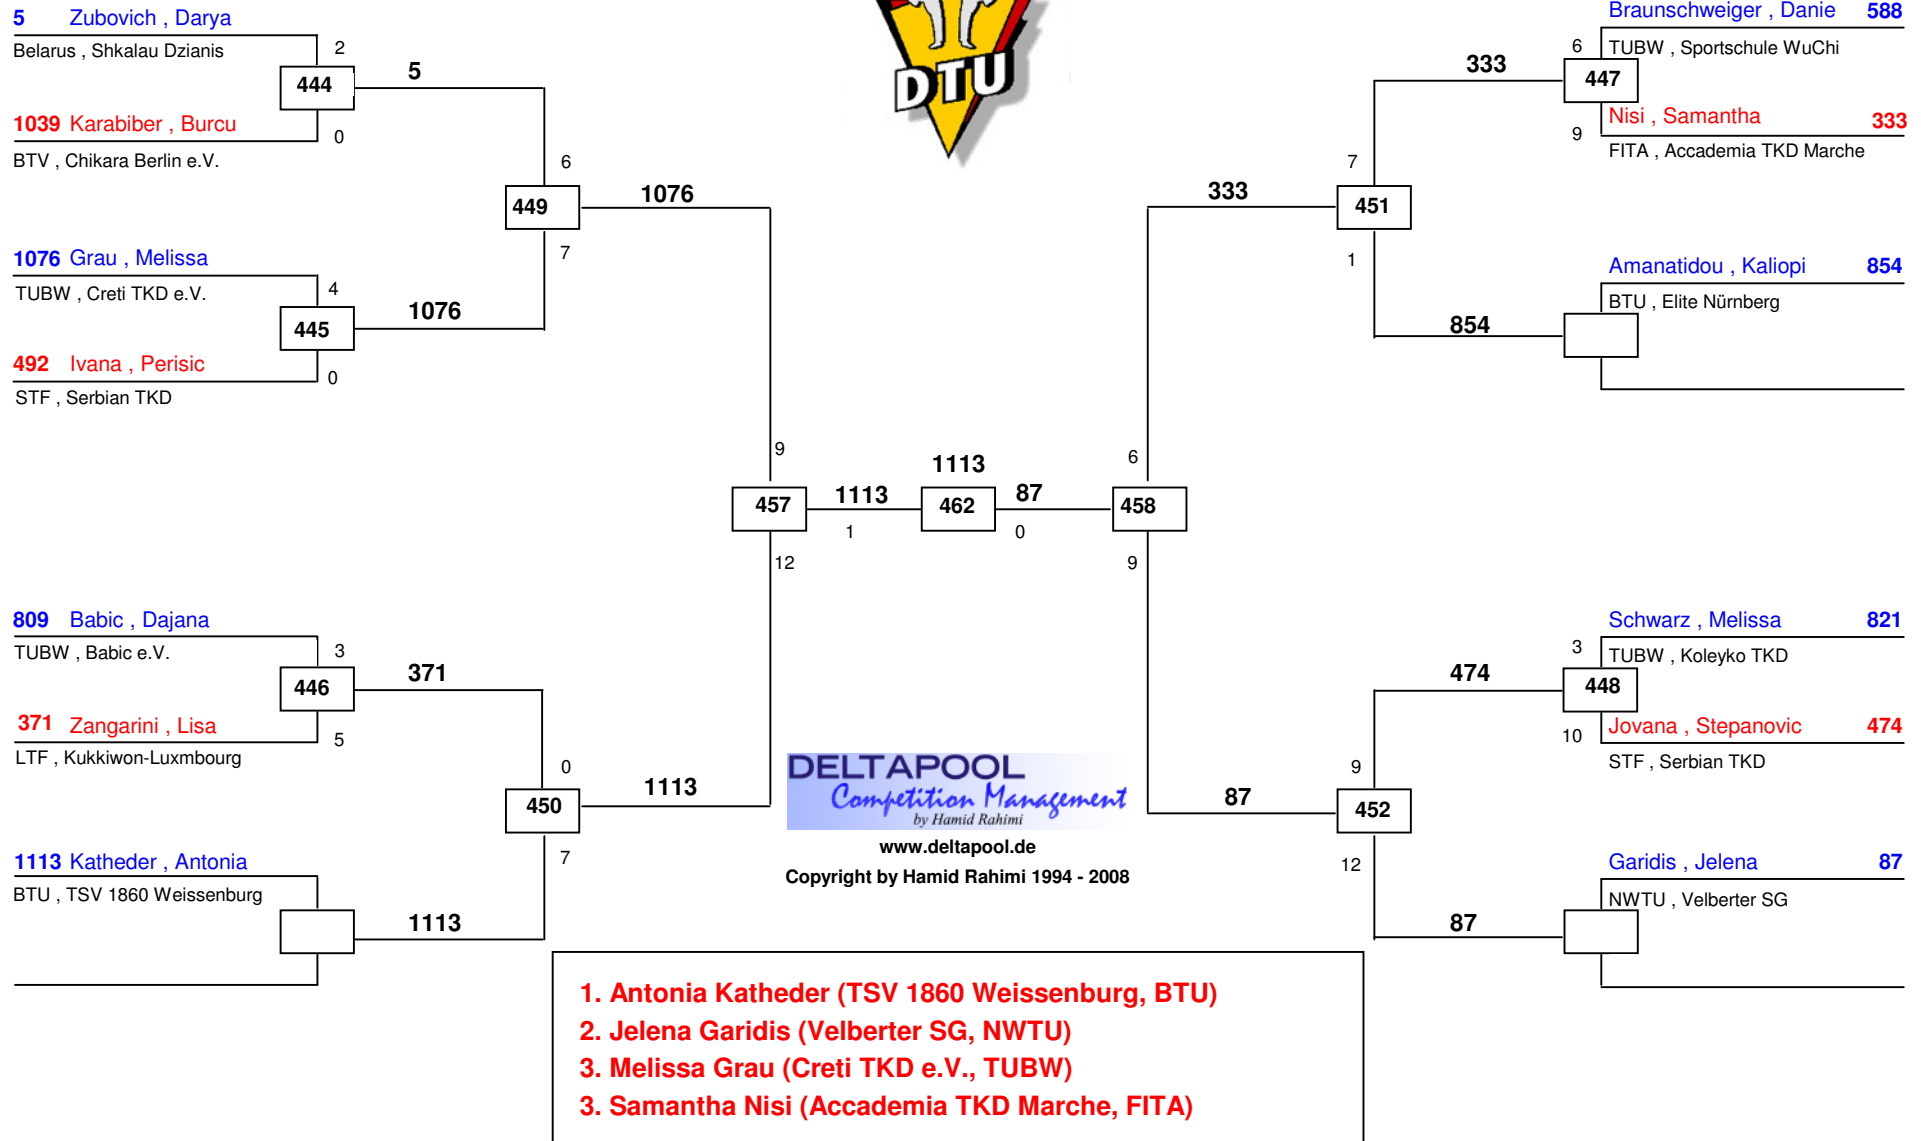 5 Zubovich , Darya
Belarus , Shkalau Dzianis
2
444
5
1039 Karabiber , Burcu
0
BTV , Chikara Berlin e.V.
6
449
1076
7
1076 Grau , Melissa
TUBW , Creti TKD e.V.
4
445
1076
492 Ivana , Perisic
0
STF , Serbian TKD
9
457
1113
1
12
1113
462
87
0
809 Babic , Dajana
TUBW , Babic e.V.
3
446
371
371 Zangarini , Lisa
5
LTF , Kukkiwon-Luxmbourg
0
450
1113
7
1113 Katheder , Antonia
BTU , TSV 1860 Weissenburg
1113
DTU
Braunschweiger , Danie 588
6
TUBW , Sportschule WuChi
333
447
Nisi , Samantha 333
9
FITA , Accademia TKD Marche
7
333
451
1
Amanatidou , Kaliopi 854
BTU , Elite Nürnberg
854
6
458
9
Schwarz , Melissa 821
3
TUBW , Koleyko TKD
474
448
Jovana , Stepanovic 474
10
STF , Serbian TKD
9
87
452
12
Garidis , Jelena 87
NWTU , Velberter SG
87
DELTAPOOL
Competition Management
by Hamid Rahimi
www.deltapool.de
Copyright by Hamid Rahimi 1994 - 2008
1. Antonia Katheder (TSV 1860 Weissenburg, BTU)
2. Jelena Garidis (Velberter SG, NWTU)
3. Melissa Grau (Creti TKD e.V., TUBW)
3. Samantha Nisi (Accademia TKD Marche, FITA)